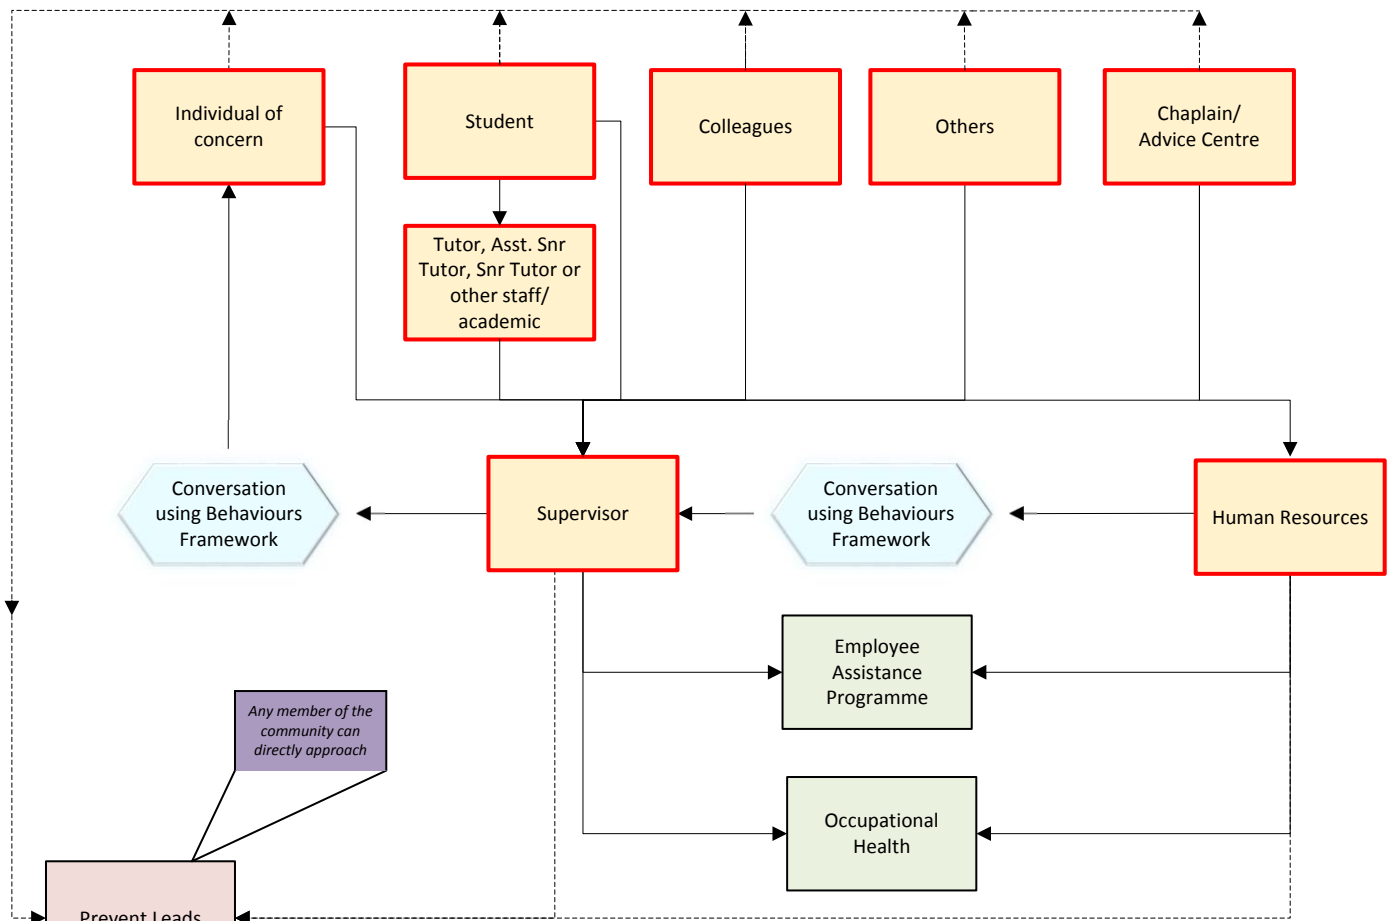 Individual of
concern
Student
Colleagues
Others
Chaplain/
Advice Centre
Tutor, Asst. Snr
Tutor, Snr Tutor or
other staff/
academic
Conversation
using Behaviours
Framework
Supervisor
Conversation
using Behaviours
Framework
Human Resources
Employee
Assistance
Programme
Any member of the
community can
directly approach
Occupational
Health
Prevent Leads